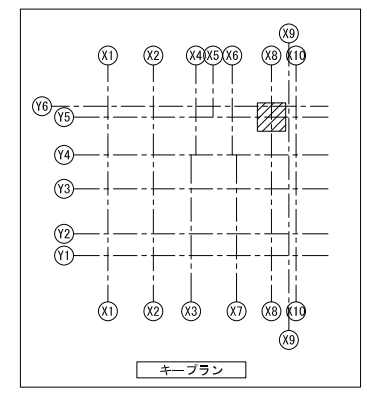 X9
X1 X2 X4 X5 X6 X8 X10
Y6
Y5
Y4
Y3
Y2
Y1
X1 X2 X3 X7 X8 X10
X9
キープラン